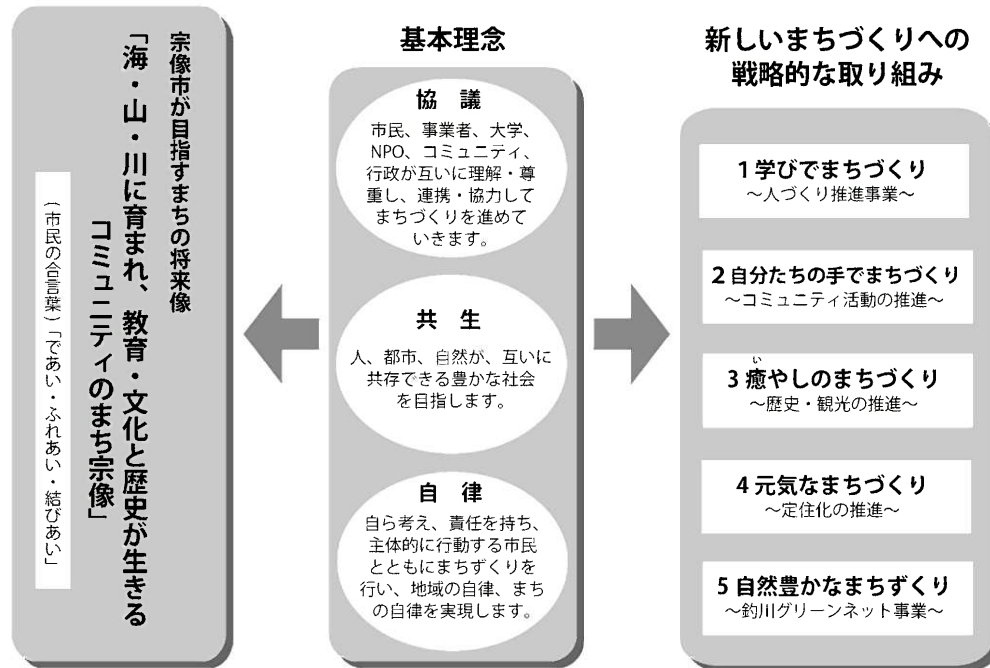 宗像市が目指すまちの将来像
「海・山・川に育まれ、教育・文化と歴史が生きる
コミュニティのまち宗像」
(市民の合言葉)「であい・ふれあい・結びあい」
基本理念
協 議
市民、事業者、大学、
NPO、コミュニティ、
行政が互いに理解・尊
重し、連携・協力して
まちづくりを進めて
いきます。
共 生
人、都市、自然が、互いに
共存できる豊かな社会
を目指します。
自 律
自ら考え、責任を持ち、
主体的に行動する市民
とともにまちずくりを
行い、地域の自律、まち
の自律を実現します。
新しいまちづくりへの
戦略的な取り組み
1 学びでまちづくり
~人づくり推進事業~
2 自分たちの手でまちづくり
~コミュニティ活動の推進~
い
3 癒やしのまちづくり
~歴史・観光の推進~
4 元気なまちづくり
~定住化の推進~
5 自然豊かなまちずくり
~釣川グリーンネット事業~